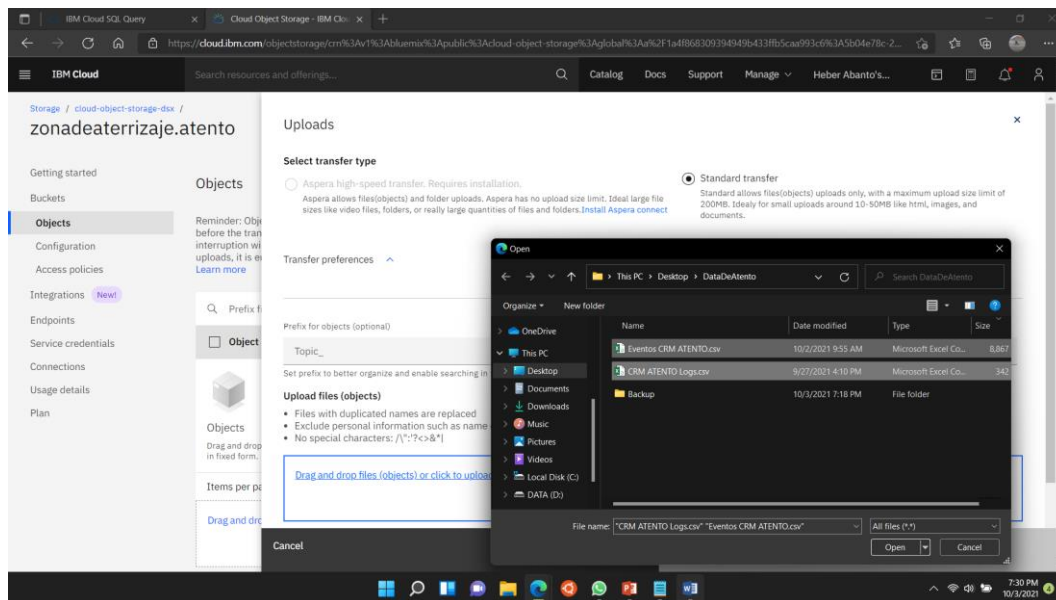 IBM Cloud SQL Query
Cloud Object Storage - IBM Clou
https://cloud.ibm.com/objectstorage/crn%3Av1%3Abluemix%3Apublic%3Acloud-object-storage%3Aglobal%3Aa%2F1a4f868309394949b433ffb5caa993c6%3A5b04e78c-2...
IBM Cloud
Search resources and offerings...
Catalog Docs Support Manage Heber Abanto's...
Storage / cloud-object-storage-dsx /
zonadeaterrizaje.atento
Getting started
Buckets
Objects
Configuration
Access policies
Integrations New!
Endpoints
Service credentials
Connections
Usage details
Plan
Objects
Reminder: Obje
before the tran
interruption wi
uploads, it is e
Learn more
Prefix fi
Object
Objects
Drag and drop
in fixed form.
Items per pa
Drag and dro
Uploads
Select transfer type
Aspera high-speed transfer. Requires installation.
Aspera allows files(objects) and folder uploads. Aspera has no upload size limit. Ideal large file
sizes like video files, folders, or really large quantities of files and folders.Install Aspera connect
Standard transfer
Standard allows files(objects) uploads only, with a maximum upload size limit of
200MB. Idealy for small uploads around 10-50MB like html, images, and
documents.
Transfer preferences
Prefix for objects (optional)
Topic_
Set prefix to better organize and enable searching in
Upload files (objects)
Files with duplicated names are replaced
Exclude personal information such as name
No special characters: /\":'?<>&*|
Drag and drop files (objects) or click to upload
Cancel
Open
This PC > Desktop > DataDeAtento
Search DataDeAtento
Organize
New folder
OneDrive
This PC
Desktop
Documents
Downloads
Music
Pictures
Videos
Local Disk (C:)
DATA (D:)
Name Date modified Type Size
Eventos CRM ATENTO.csv 10/2/2021 9:55 AM Microsoft Excel Co... 8,867
CRM ATENTO Logs.csv 9/27/2021 4:10 PM Microsoft Excel Co... 342
Backup 10/3/2021 7:18 PM File folder
File name: "CRM ATENTO Logs.csv" "Eventos CRM ATENTO.csv"
All files (*.*)
Open Cancel
7:30 PM
10/3/2021
4